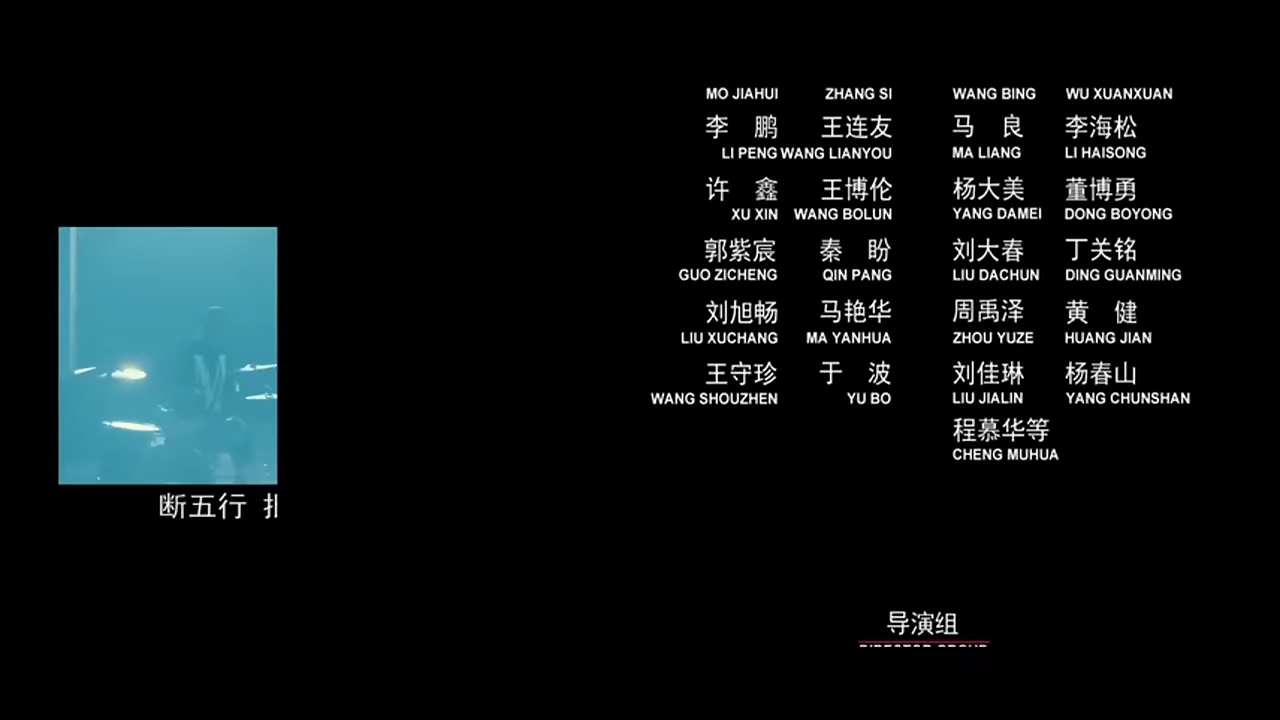 MO JIAHUI ZHANG SI WANG BING WU XUANXUAN
李 鹏 王连友 马 良 李海松
LI PENG WANG LIANYOU MA LIANG LI HAISONG
许 鑫 王博伦 杨大美 董博勇
XU XIN WANG BOLUN YANG DAMEI DONG BOYONG
郭紫宸 秦 盼 刘大春 丁关铭
GUO ZICHENG QIN PANG LIU DACHUN DING GUANMING
刘旭畅 马艳华 周禹泽 黄 健
LIU XUCHANG MA YANHUA ZHOU YUZE HUANG JIAN
王守珍 于 波 刘佳琳 杨春山
WANG SHOUZHEN YU BO LIU JIALIN YANG CHUNSHAN
程慕华等
CHENG MUHUA
断五行
导演组